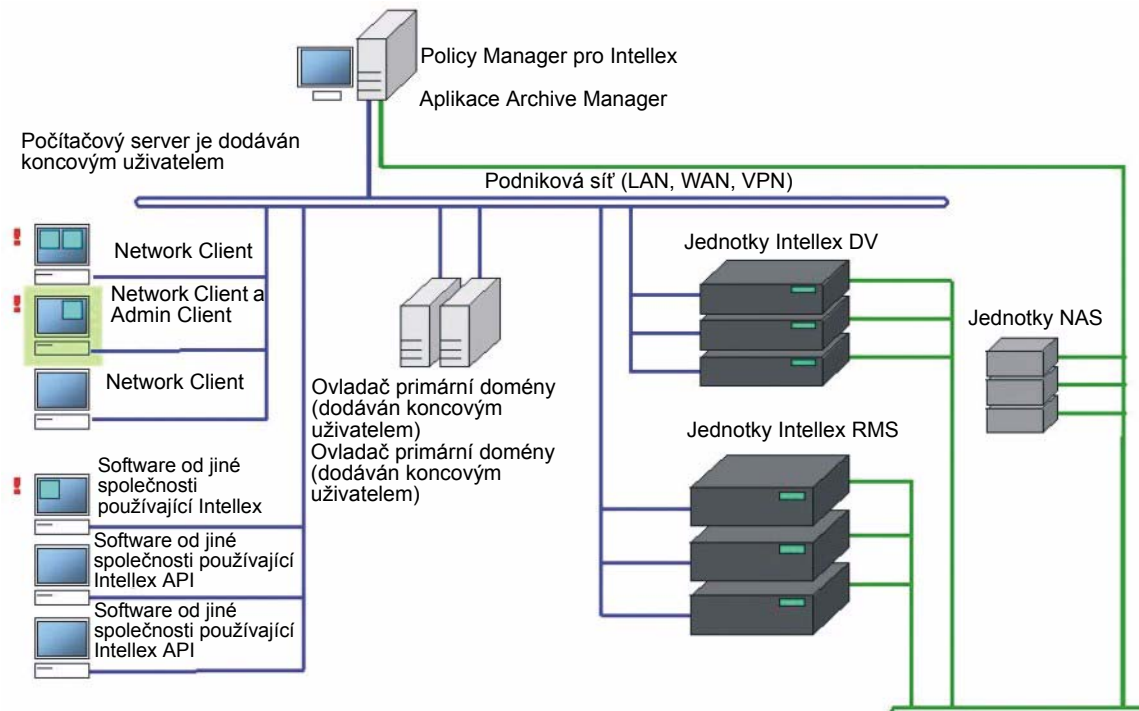 Policy Manager pro Intellex
Aplikace Archive Manager
Počítačový server je dodáván
koncovým uživatelem
Podniková síť (LAN, WAN, VPN)
! Network Client
! Network Client a
Admin Client
Network Client
Ovladač primární domény
(dodáván koncovým
uživatelem)
Ovladač primární domény
(dodáván koncovým
uživatelem)
Jednotky Intellex DV
Jednotky NAS
Jednotky Intellex RMS
! Software od jiné
společnosti
používající Intellex
Software od jiné
společnosti používající
Intellex API
Software od jiné
společnosti používající
Intellex API